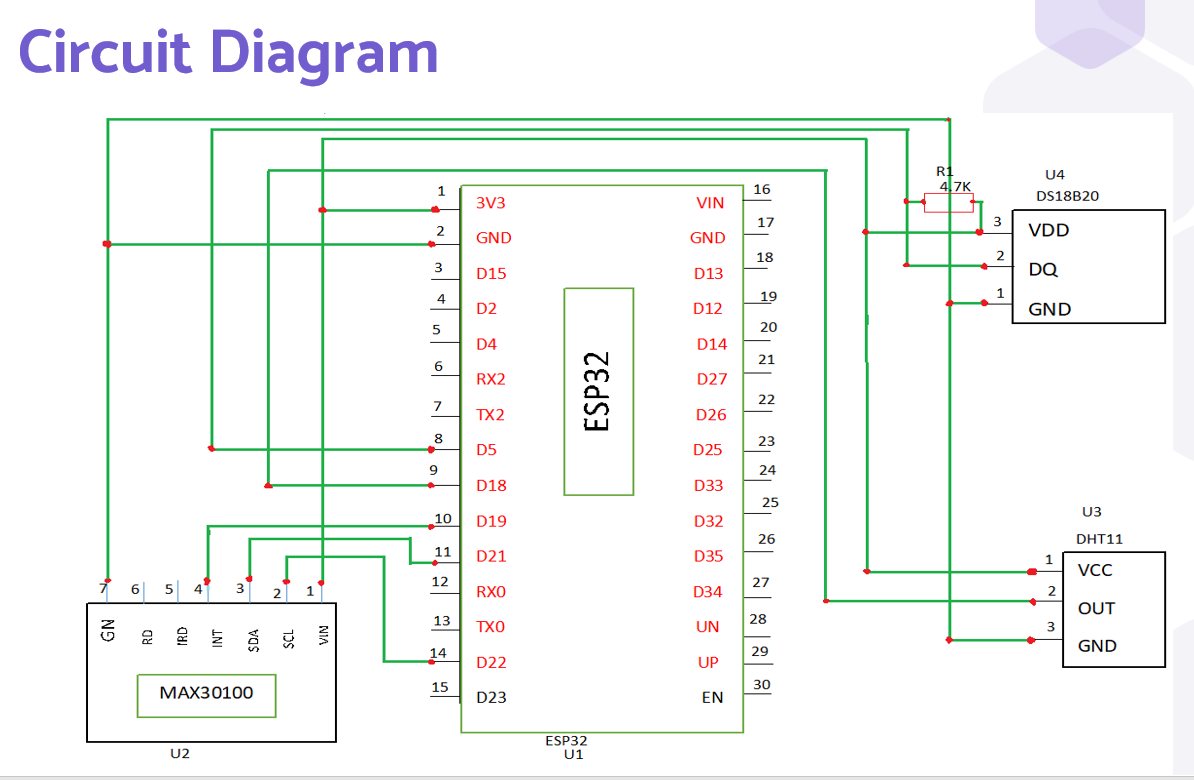 Circuit Diagram
R1
4.7K
U4
DS18B20
3 VDD
2 DQ
1 GND
1 3V3
2 GND
3 D15
4 D2
5 D4
6 RX2
7 TX2
8 D5
9 D18
10 D19
11 D21
12 RX0
13 TX0
14 D22
15 D23
ESP32
VIN 16
GND 17
D13 18
D12 19
D14 20
D27 21
D26 22
D25 23
D33 24
D32 25
D35 26
D34 27
UN 28
UP 29
EN 30
ESP32
U1
U3
DHT11
1 VCC
2 OUT
3 GND
7 6 5 4 3 2 1
GN RD IRD INT SDA SCL VIN
MAX30100
U2